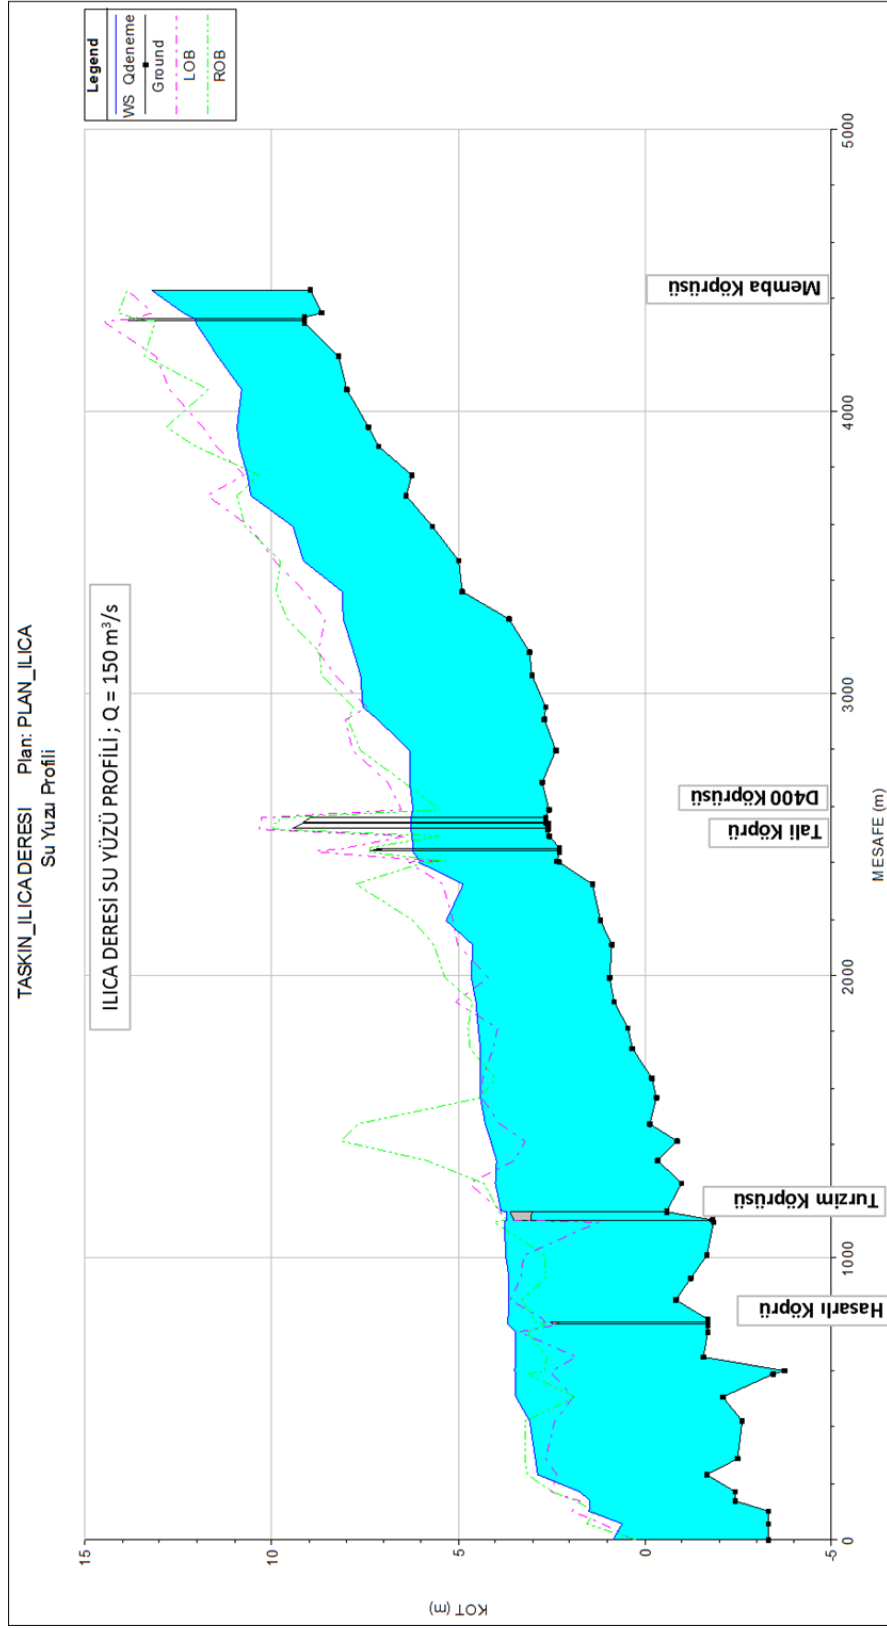 TASKIN_ILICA DERESI Plan: PLAN_ILICA
Su Yuzu Profili
ILICA DERESİ SU YÜZÜ PROFİLİ ; Q = 150 m³/s
Legend
WS Qdeneme
Ground
LOB
ROB
KOT (m)
15
10
5
0
-5
0
1000
2000
3000
4000
5000
MESAFE (m)
Hasarlı Köprü
Turzim Köprüsü
Tali Köprü
D400 Köprüsü
Memba Köprüsü